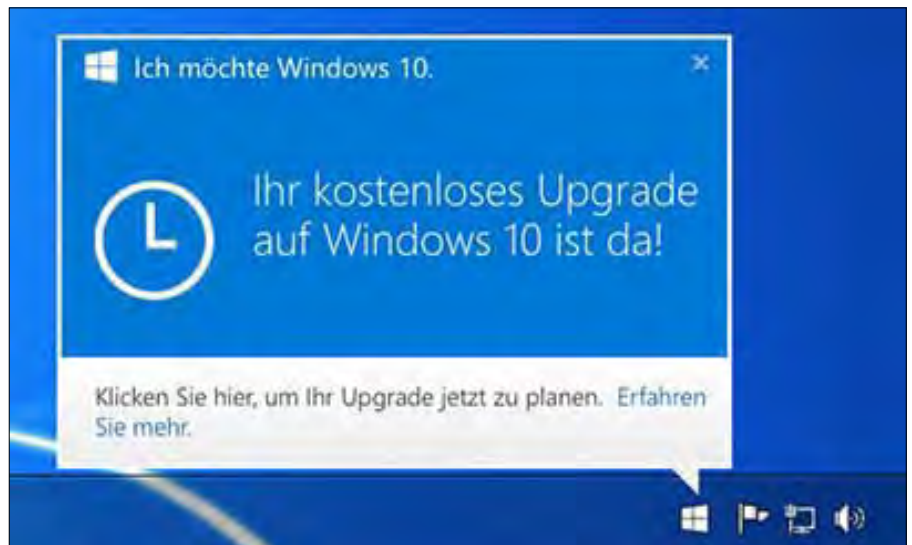 Ich möchte Windows 10.
Ihr kostenloses Upgrade
auf Windows 10 ist da!
Klicken Sie hier, um Ihr Upgrade jetzt zu planen. Erfahren
Sie mehr.